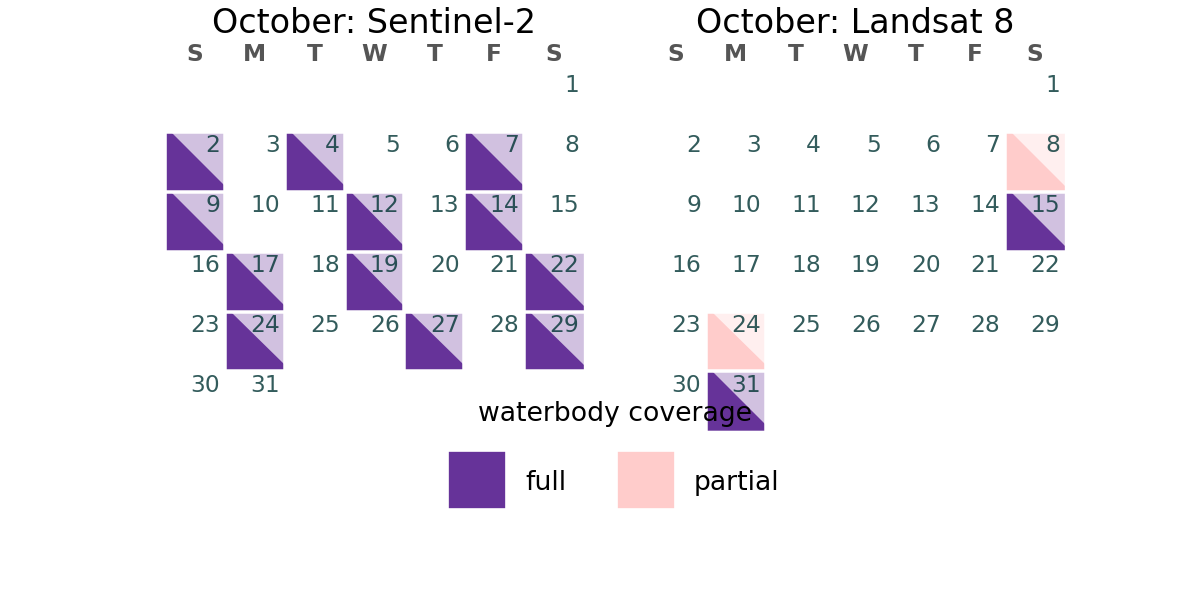 October: Sentinel-2
S M T W T F S
1
2 3 4 5 6 7 8
9 10 11 12 13 14 15
16 17 18 19 20 21 22
23 24 25 26 27 28 29
30 31
October: Landsat 8
S M T W T F S
1
2 3 4 5 6 7 8
9 10 11 12 13 14 15
16 17 18 19 20 21 22
23 24 25 26 27 28 29
30 31
waterbody coverage
full partial